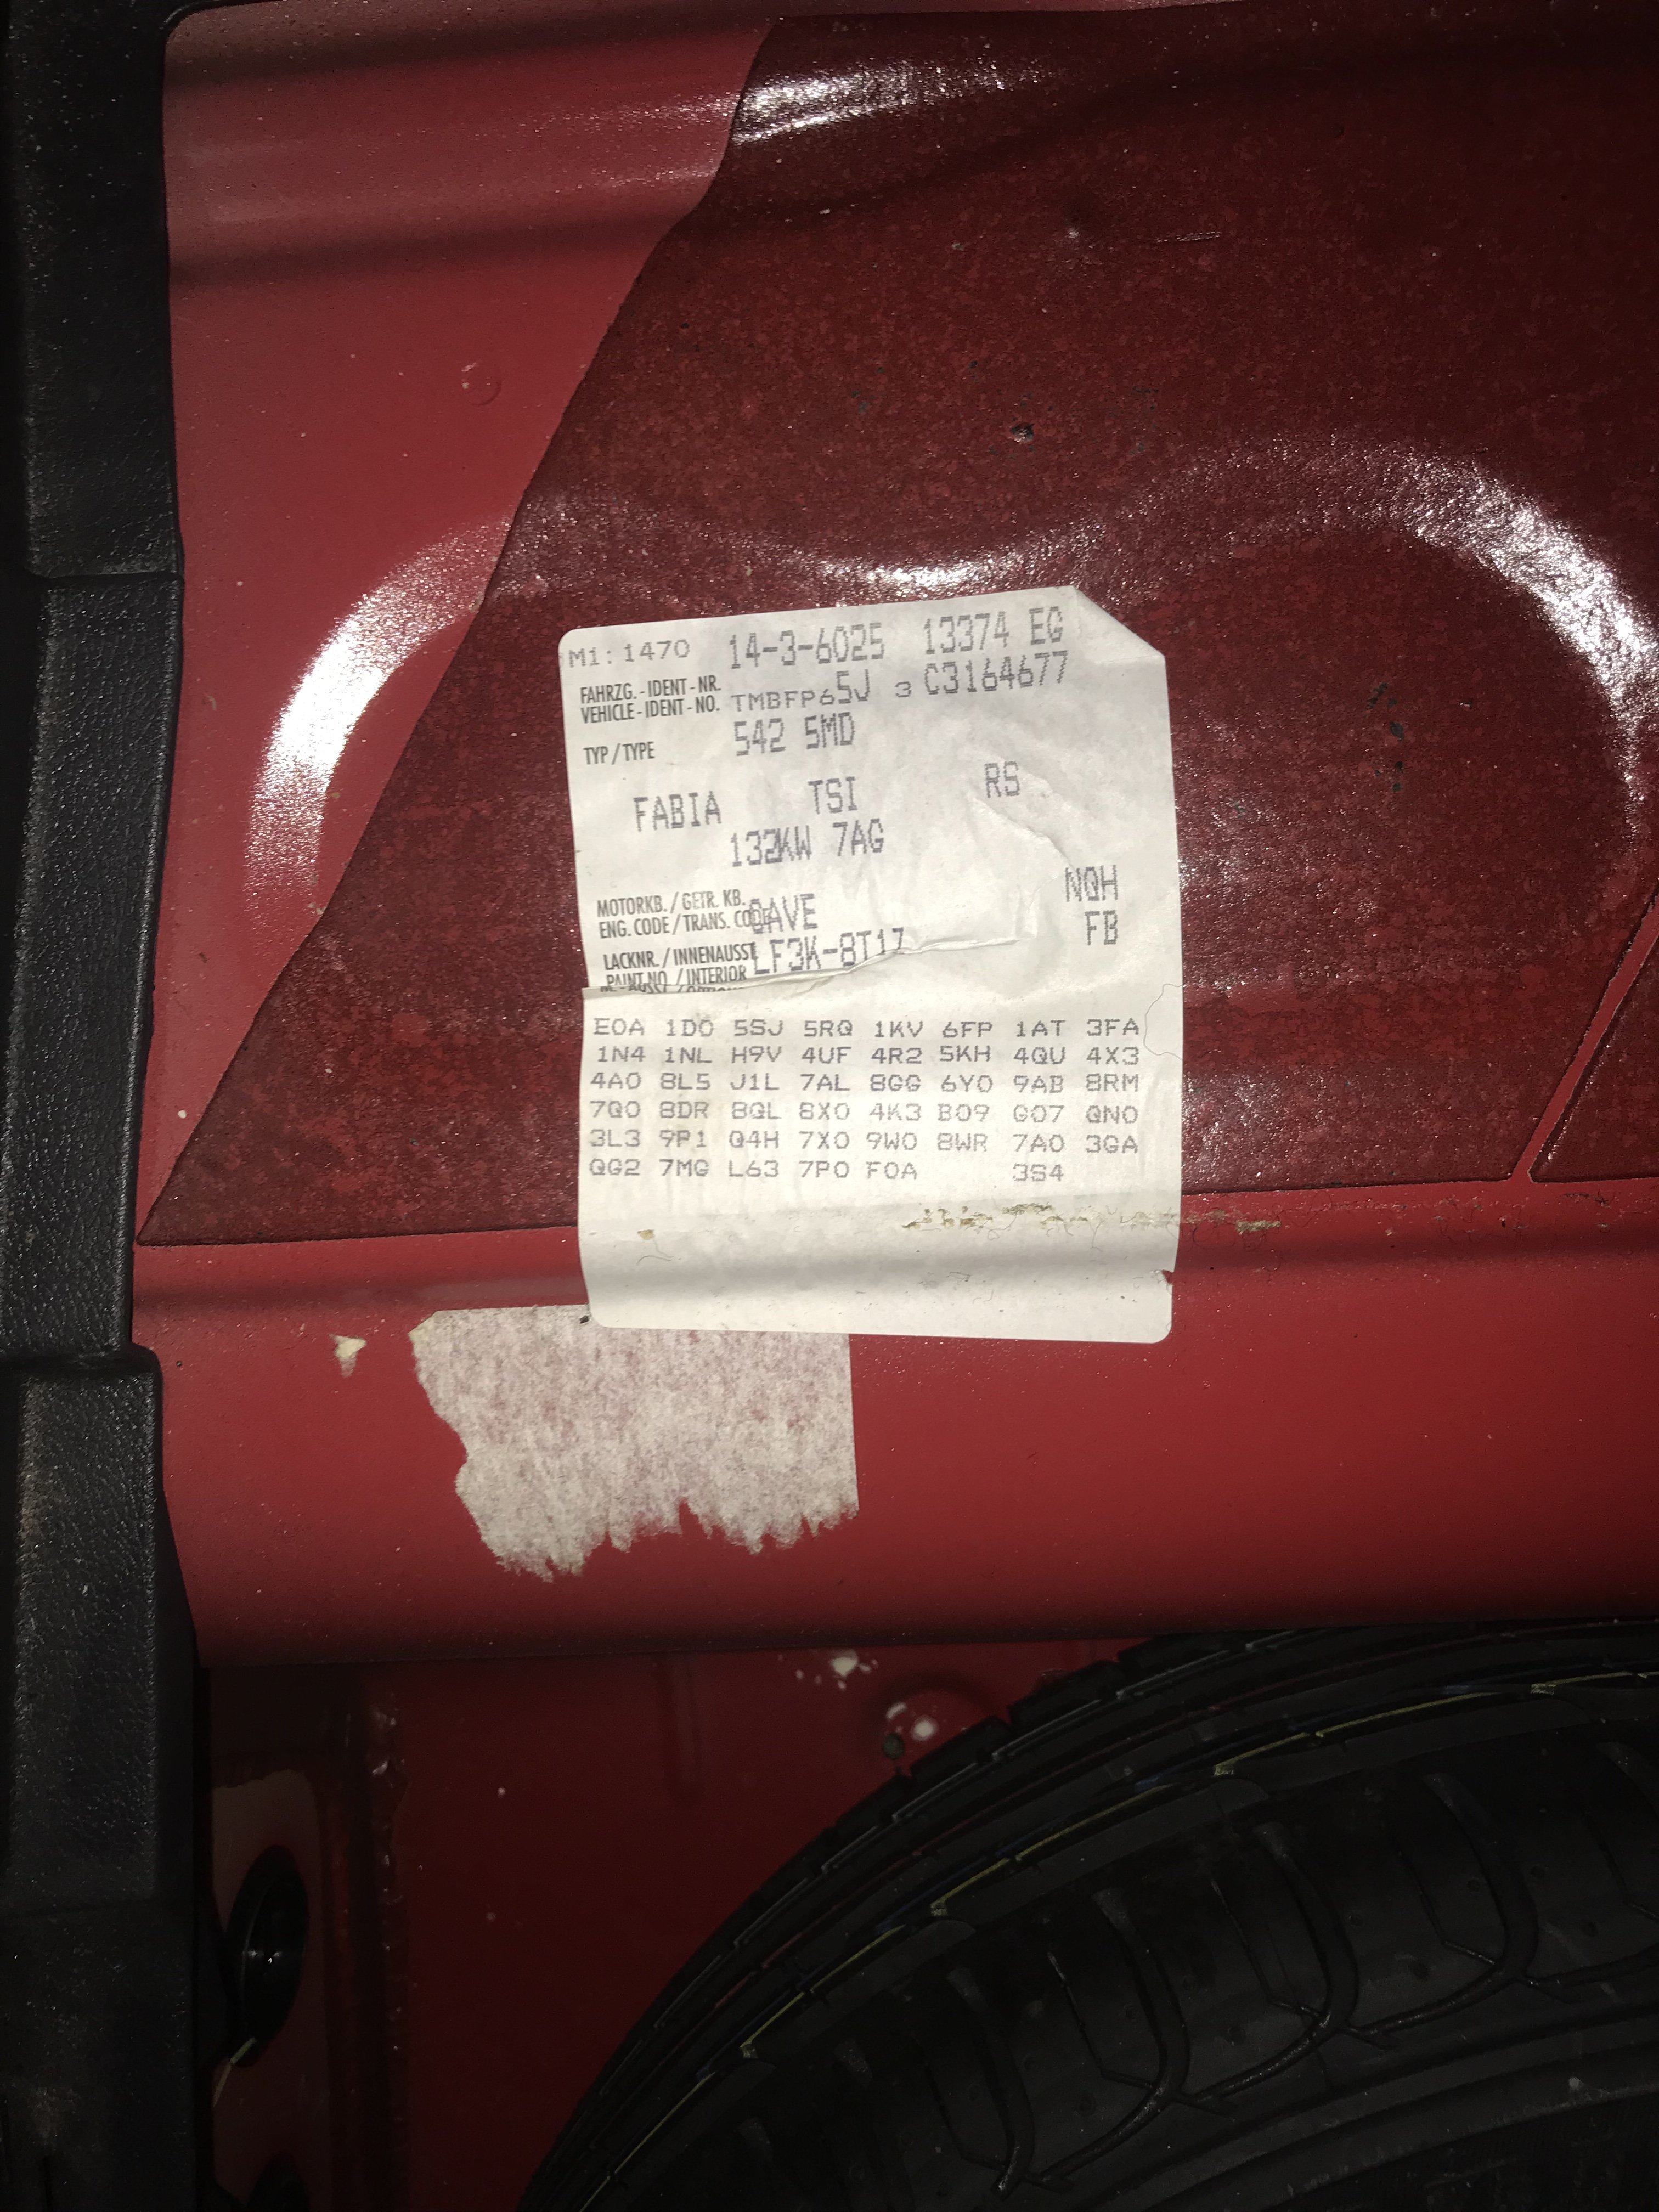 M1: 1470 14-3-6025 13374 EG
FAHRZG. - IDENT - NR.
VEHICLE - IDENT - NO. TMBFP65J 3 C3164677
TYP / TYPE 542 5MD
FABIA TSI RS
132KW 7AG
MOTORKB. / GETR. KB.
ENG. CODE / TRANS. CODE CAVE NQH
LACKNR. / INNENAUSST LF3K-8T17 FB
PAINT NO. / INTERIOR
E0A 1D0 5SJ 5RQ 1KV 6FP 1AT 3FA
1N4 1NL H9V 4UF 4R2 5KH 4QU 4X3
4A0 8L5 J1L 7AL 8GG 6Y0 9AB 8RM
7Q0 8DR 8QL 8X0 4K3 B09 G07 QN0
3L3 9P1 Q4H 7X0 9W0 8WR 7A0 3GA
QG2 7MG L63 7P0 F0A 3S4